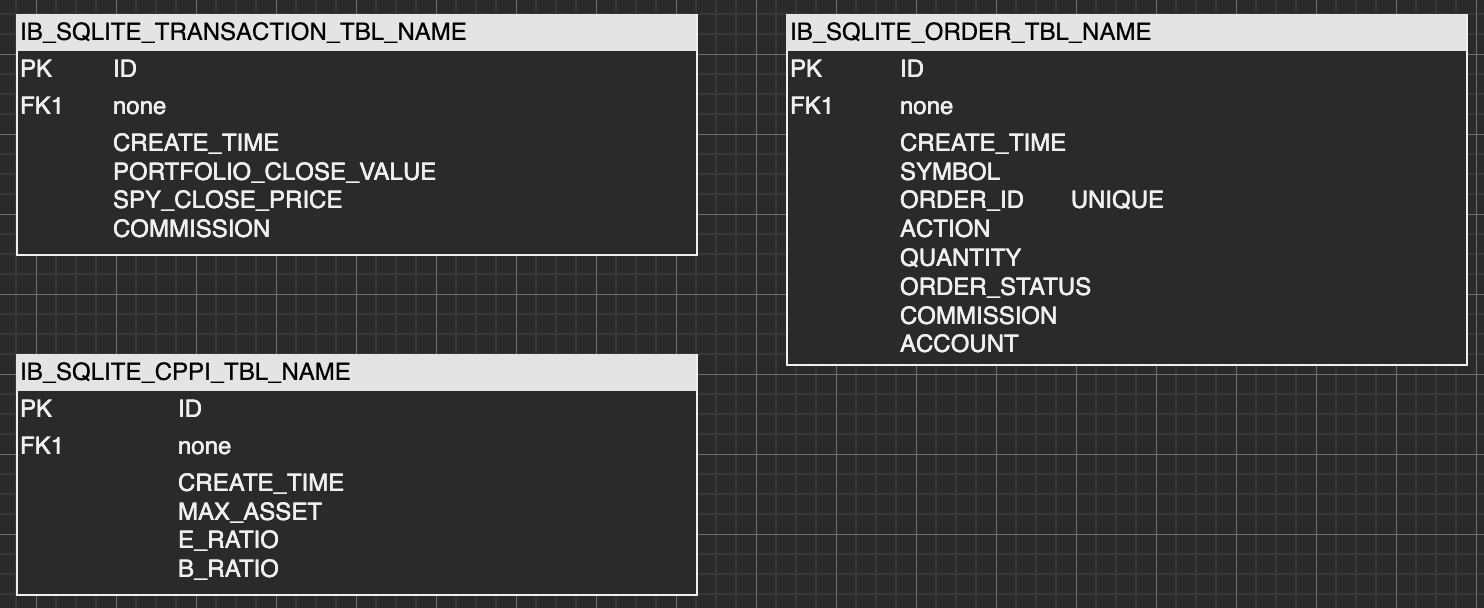 IB_SQLITE_TRANSACTION_TBL_NAME
PK ID
FK1 none
CREATE_TIME
PORTFOLIO_CLOSE_VALUE
SPY_CLOSE_PRICE
COMMISSION
IB_SQLITE_ORDER_TBL_NAME
PK ID
FK1 none
CREATE_TIME
SYMBOL
ORDER_ID UNIQUE
ACTION
QUANTITY
ORDER_STATUS
COMMISSION
ACCOUNT
IB_SQLITE_CPPI_TBL_NAME
PK ID
FK1 none
CREATE_TIME
MAX_ASSET
E_RATIO
B_RATIO